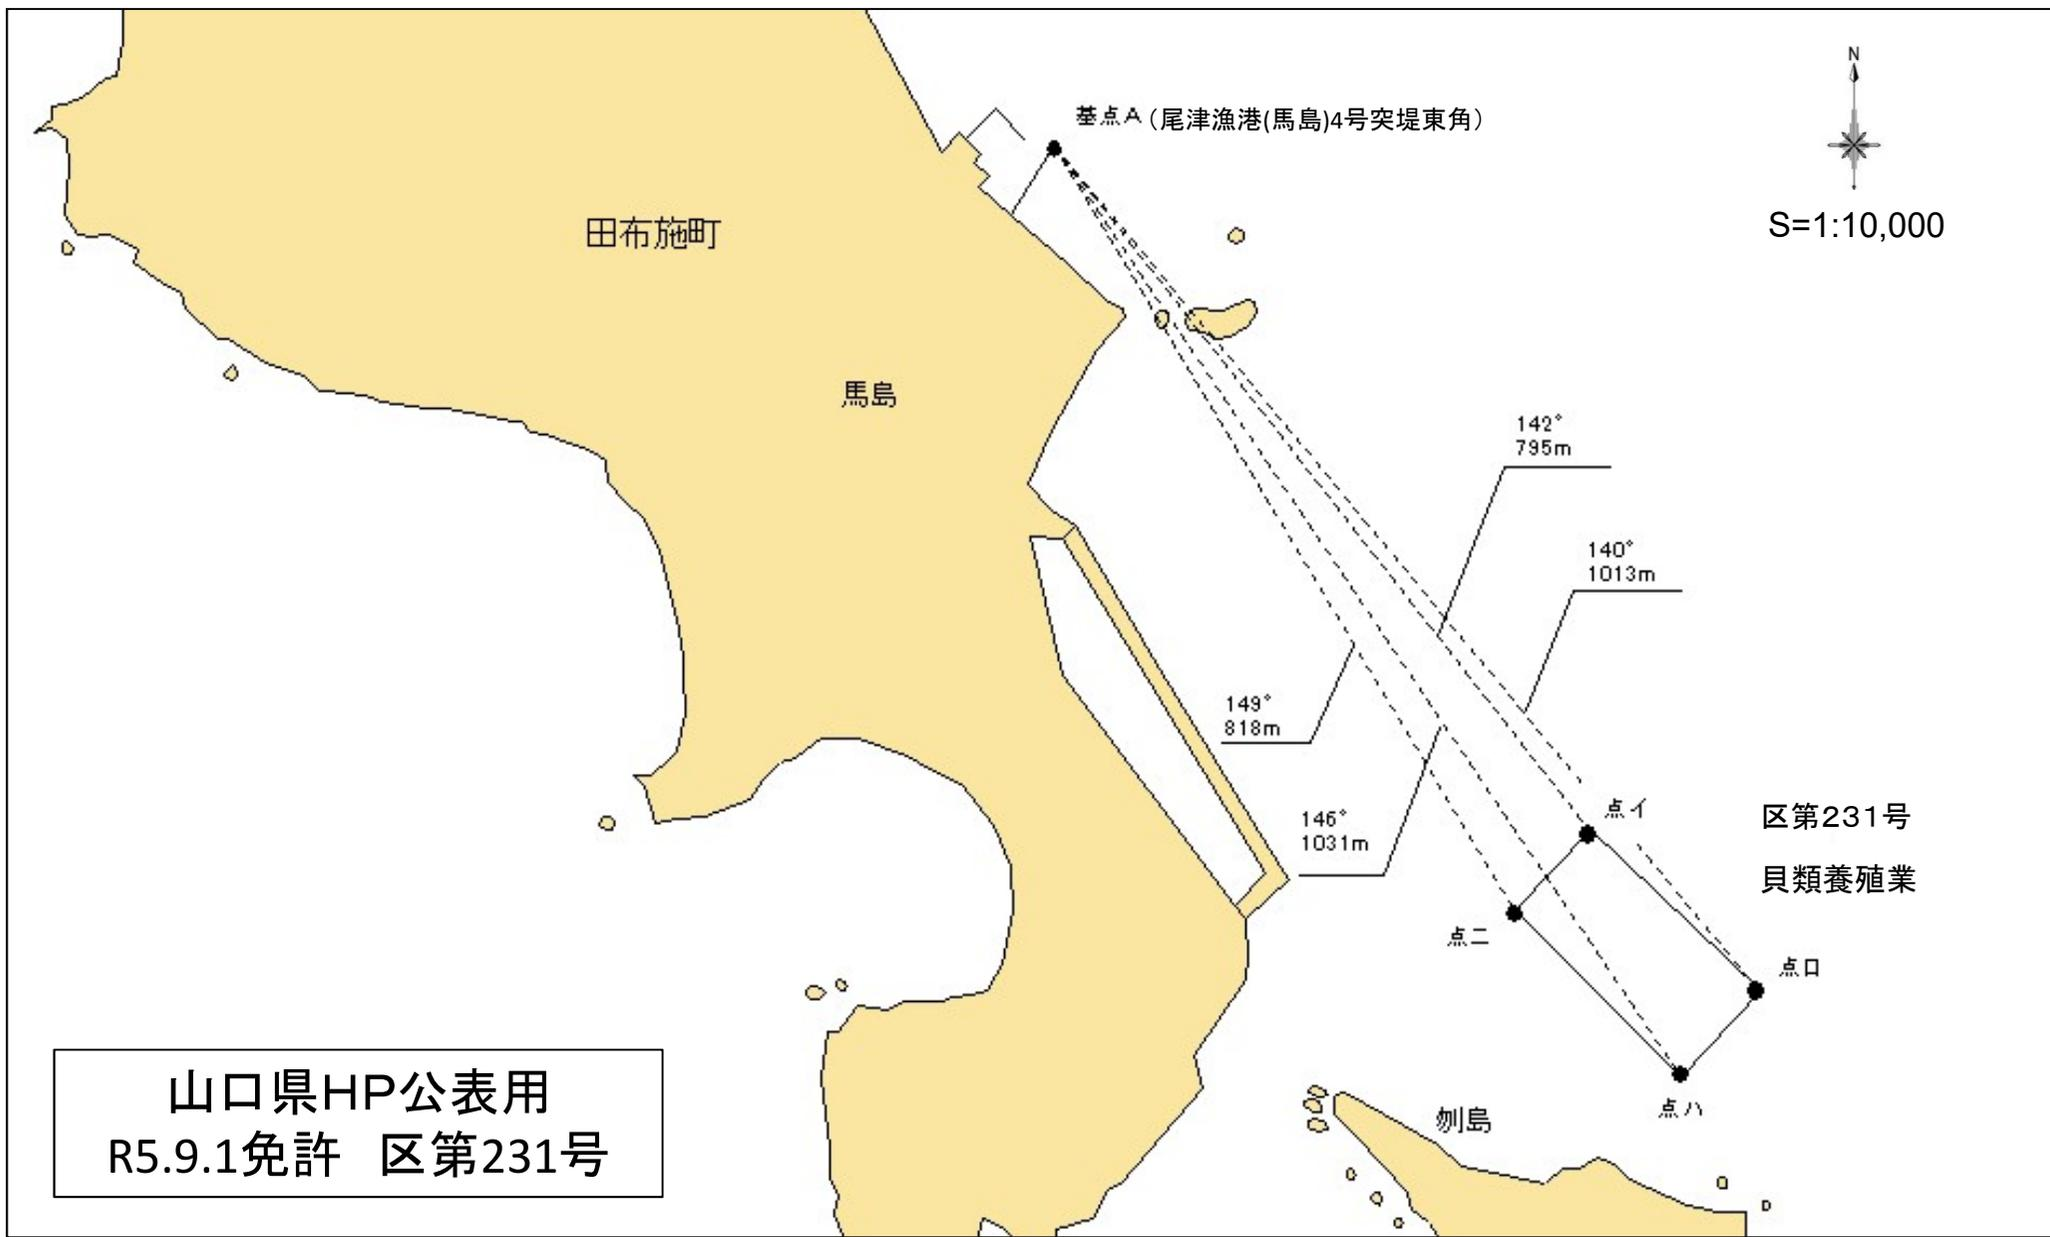 N
S=1:10,000
基点A（尾津漁港(馬島)4号突堤東角）
田布施町
馬島
142°
795m
140°
1013m
149°
818m
146°
1031m
点イ
区第231号
貝類養殖業
点ニ
点ロ
点ハ
刎島
山口県HP公表用
R5.9.1免許　区第231号